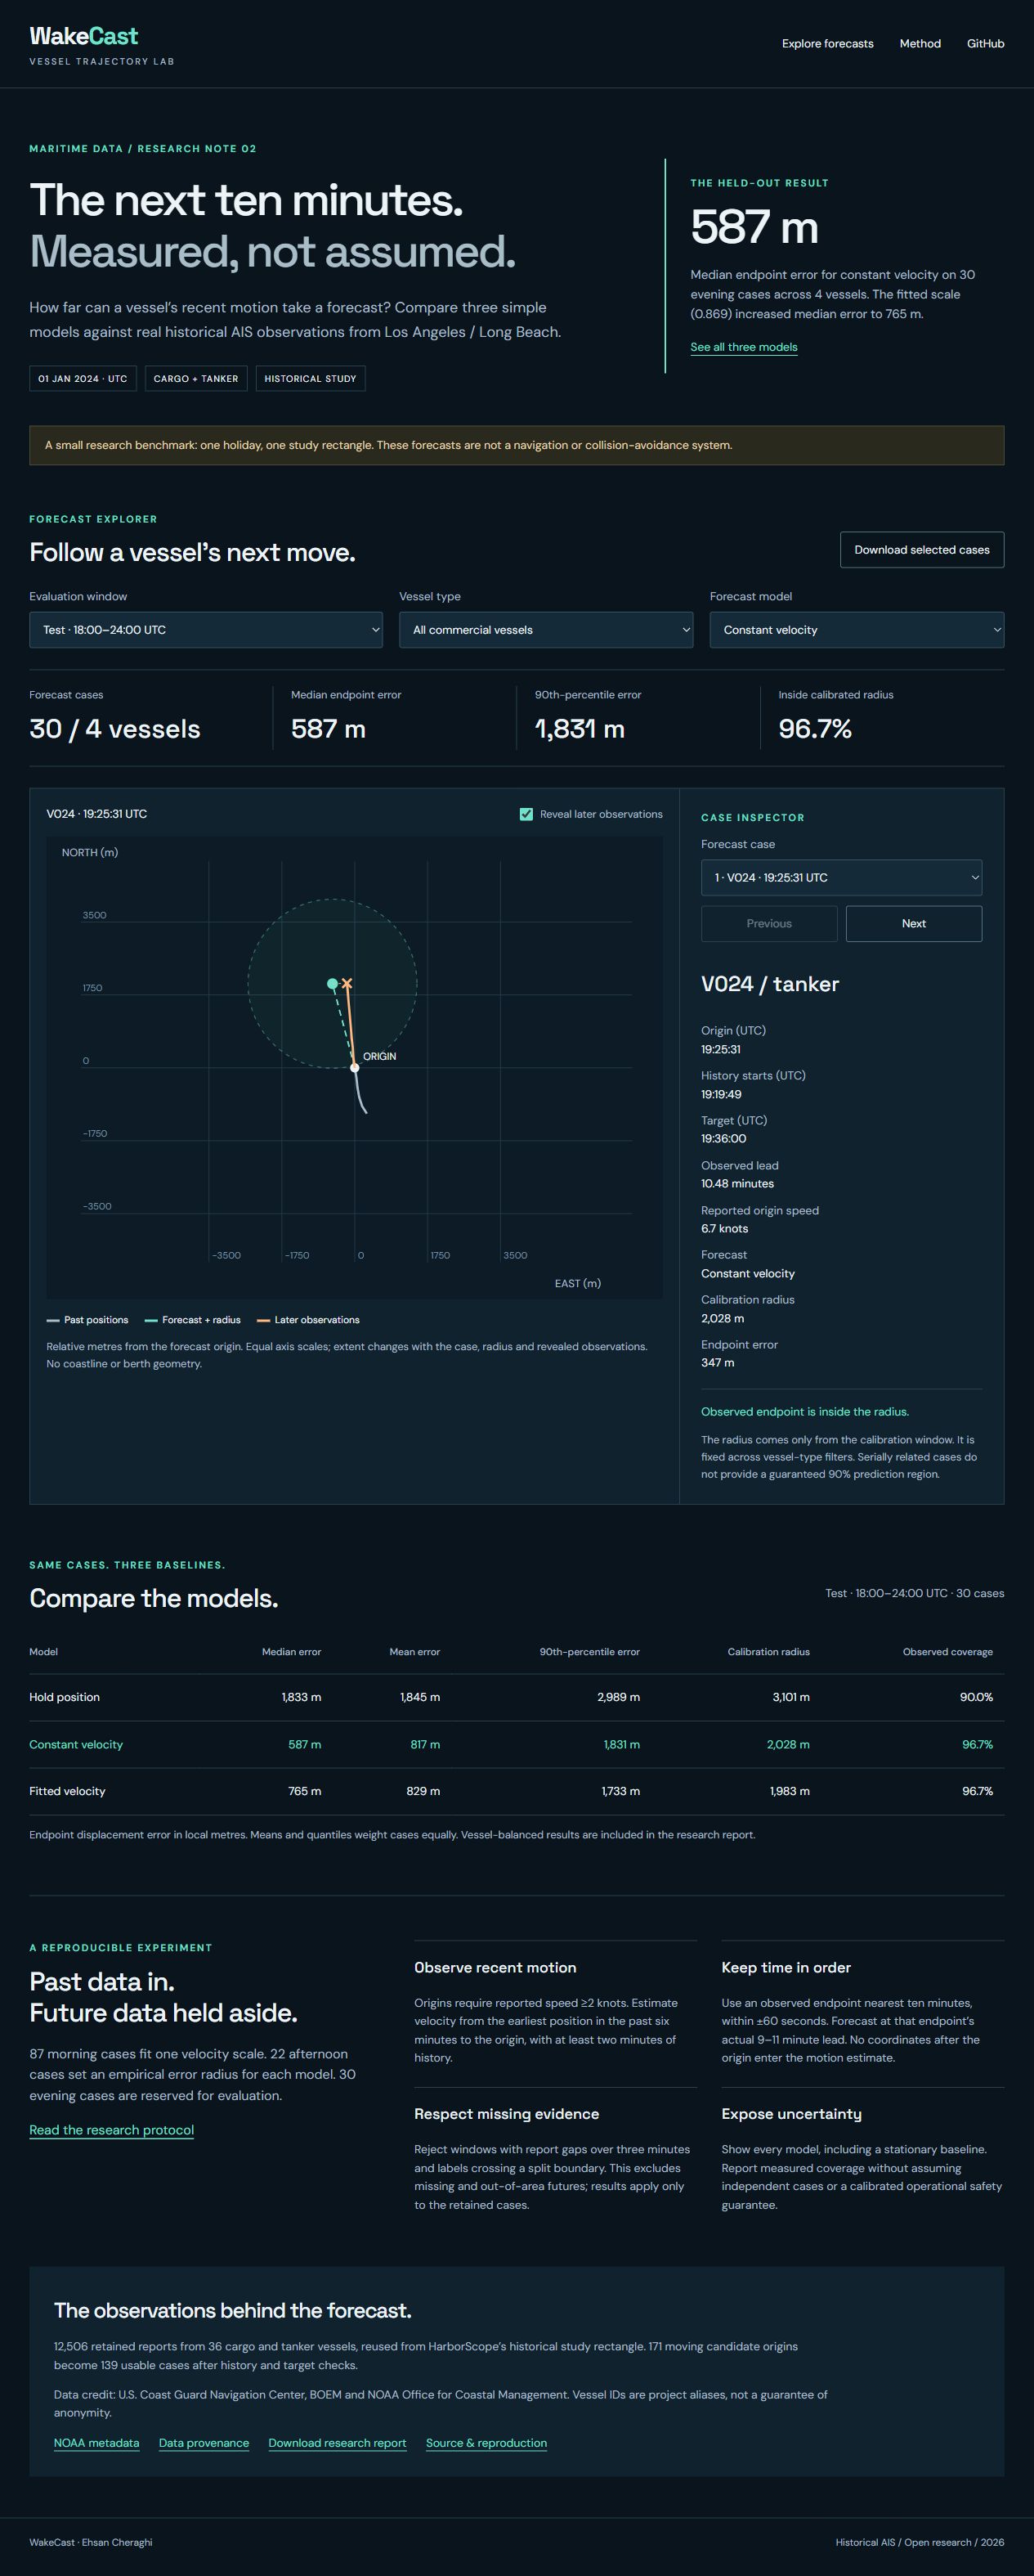 WakeCast
VESSEL TRAJECTORY LAB
Explore forecasts
Method
GitHub
MARITIME DATA / RESEARCH NOTE 02
The next ten minutes.
Measured, not assumed.
How far can a vessel’s recent motion take a forecast? Compare three simple
models against real historical AIS observations from Los Angeles / Long Beach.
01 JAN 2024 · UTC
CARGO + TANKER
HISTORICAL STUDY
THE HELD-OUT RESULT
587 m
Median endpoint error for constant velocity on 30
evening cases across 4 vessels. The fitted scale
(0.869) increased median error to 765 m.
See all three models
A small research benchmark: one holiday, one study rectangle. These forecasts are not a navigation or collision-avoidance system.
FORECAST EXPLORER
Follow a vessel’s next move.
Download selected cases
Evaluation window
Vessel type
Forecast model
Test · 18:00–24:00 UTC
All commercial vessels
Constant velocity
Forecast cases
Median endpoint error
90th-percentile error
Inside calibrated radius
30 / 4 vessels
587 m
1,831 m
96.7%
V024 · 19:25:31 UTC
Reveal later observations
NORTH (m)
3500
1750
0
-1750
-3500
ORIGIN
-3500
-1750
0
1750
3500
EAST (m)
Past positions
Forecast + radius
Later observations
Relative metres from the forecast origin. Equal axis scales; extent changes with the case, radius and revealed observations.
No coastline or berth geometry.
CASE INSPECTOR
Forecast case
1 · V024 · 19:25:31 UTC
Previous
Next
V024 / tanker
Origin (UTC)
19:25:31
History starts (UTC)
19:19:49
Target (UTC)
19:36:00
Observed lead
10.48 minutes
Reported origin speed
6.7 knots
Forecast
Constant velocity
Calibration radius
2,028 m
Endpoint error
347 m
Observed endpoint is inside the radius.
The radius comes only from the calibration window. It is
fixed across vessel-type filters. Serially related cases do
not provide a guaranteed 90% prediction region.
SAME CASES. THREE BASELINES.
Compare the models.
Test · 18:00–24:00 UTC · 30 cases
Model
Median error
Mean error
90th-percentile error
Calibration radius
Observed coverage
Hold position
1,833 m
1,845 m
2,989 m
3,101 m
90.0%
Constant velocity
587 m
817 m
1,831 m
2,028 m
96.7%
Fitted velocity
765 m
829 m
1,733 m
1,983 m
96.7%
Endpoint displacement error in local metres. Means and quantiles weight cases equally. Vessel-balanced results are included in the research report.
A REPRODUCIBLE EXPERIMENT
Past data in.
Future data held aside.
87 morning cases fit one velocity scale. 22 afternoon
cases set an empirical error radius for each model. 30
evening cases are reserved for evaluation.
Read the research protocol
Observe recent motion
Origins require reported speed ≥2 knots. Estimate
velocity from the earliest position in the past six
minutes to the origin, with at least two minutes of
history.
Keep time in order
Use an observed endpoint nearest ten minutes,
within ±60 seconds. Forecast at that endpoint’s
actual 9–11 minute lead. No coordinates after the
origin enter the motion estimate.
Respect missing evidence
Reject windows with report gaps over three minutes
and labels crossing a split boundary. This excludes
missing and out-of-area futures; results apply only
to the retained cases.
Expose uncertainty
Show every model, including a stationary baseline.
Report measured coverage without assuming
independent cases or a calibrated operational safety
guarantee.
The observations behind the forecast.
12,506 retained reports from 36 cargo and tanker vessels, reused from HarborScope’s historical study rectangle. 171 moving candidate origins
become 139 usable cases after history and target checks.
Data credit: U.S. Coast Guard Navigation Center, BOEM and NOAA Office for Coastal Management. Vessel IDs are project aliases, not a guarantee of
anonymity.
NOAA metadata
Data provenance
Download research report
Source & reproduction
WakeCast · Ehsan Cheraghi
Historical AIS / Open research / 2026